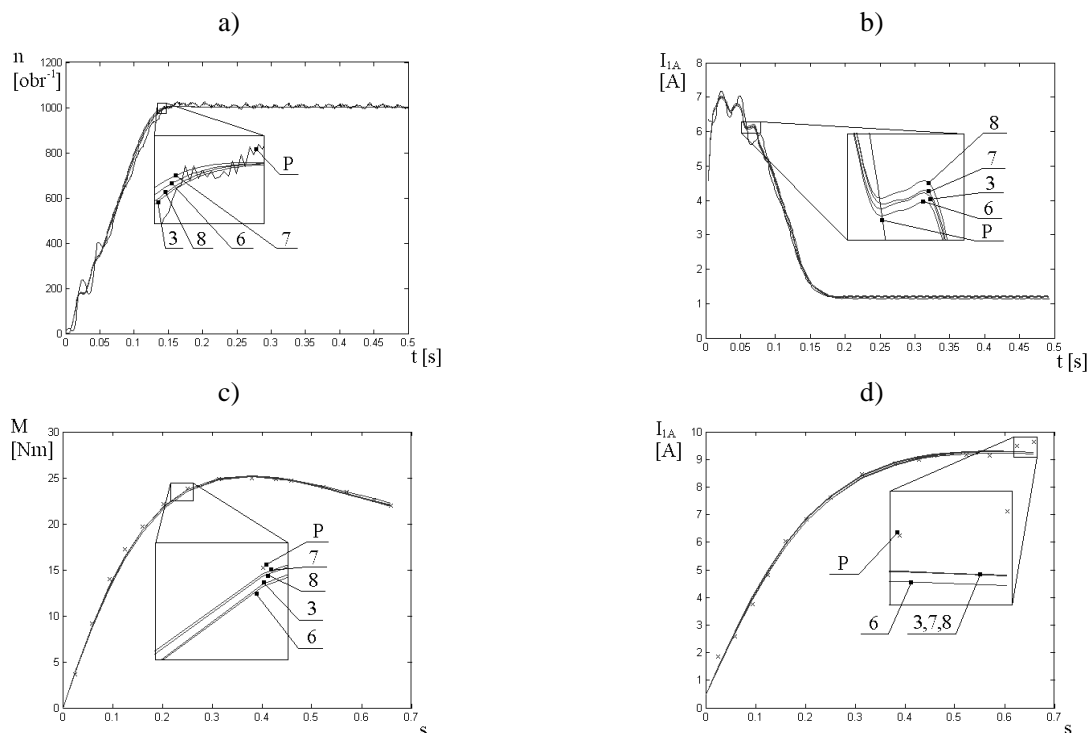 a)
n
[obr⁻¹]
1200
1000
800
600
400
200
0
0 0.05 0.1 0.15 0.2 0.25 0.3 0.35 0.4 0.45 0.5
t [s]
P
3 8 6 7
b)
I1A
[A]
8
7
6
5
4
3
2
1
0
0 0.05 0.1 0.15 0.2 0.25 0.3 0.35 0.4 0.45 0.5
t [s]
8
7
3
6
P
c)
M
[Nm]
30
25
20
15
10
5
0
0 0.1 0.2 0.3 0.4 0.5 0.6 0.7
s
P
7
8
3
6
d)
I1A
[A]
10
9
8
7
6
5
4
3
2
1
0
0 0.1 0.2 0.3 0.4 0.5 0.6 0.7
s
P
6 3,7,8